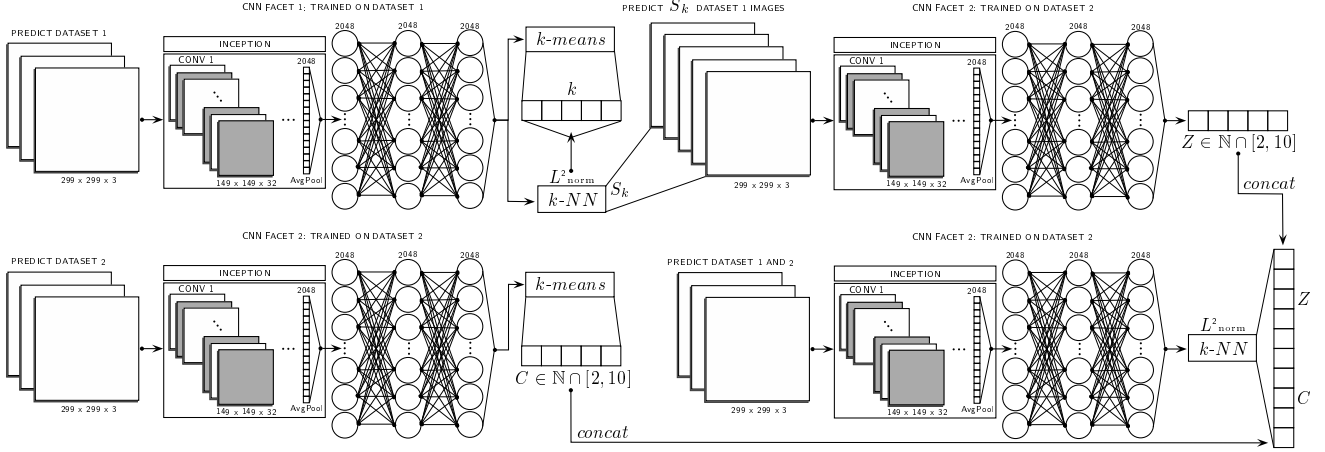 CNN FACET 1: TRAINED ON DATASET 1
PREDICT DATASET 1
299 x 299 x 3
INCEPTION
CONV 1
149 x 149 x 32
2048
AvgPool
2048
2048
2048
k-means
k
L² norm
k-NN
S_k
PREDICT S_k DATASET 1 IMAGES
299 x 299 x 3
CNN FACET 2: TRAINED ON DATASET 2
INCEPTION
CONV 1
149 x 149 x 32
2048
AvgPool
2048
2048
2048
Z ∈ ℕ ∩ [2, 10]
concat
CNN FACET 2: TRAINED ON DATASET 2
PREDICT DATASET 2
299 x 299 x 3
INCEPTION
CONV 1
149 x 149 x 32
2048
AvgPool
2048
2048
2048
k-means
C ∈ ℕ ∩ [2, 10]
concat
PREDICT DATASET 1 AND 2
299 x 299 x 3
CNN FACET 2: TRAINED ON DATASET 2
INCEPTION
CONV 1
149 x 149 x 32
2048
AvgPool
2048
2048
2048
L² norm
k-NN
Z
C